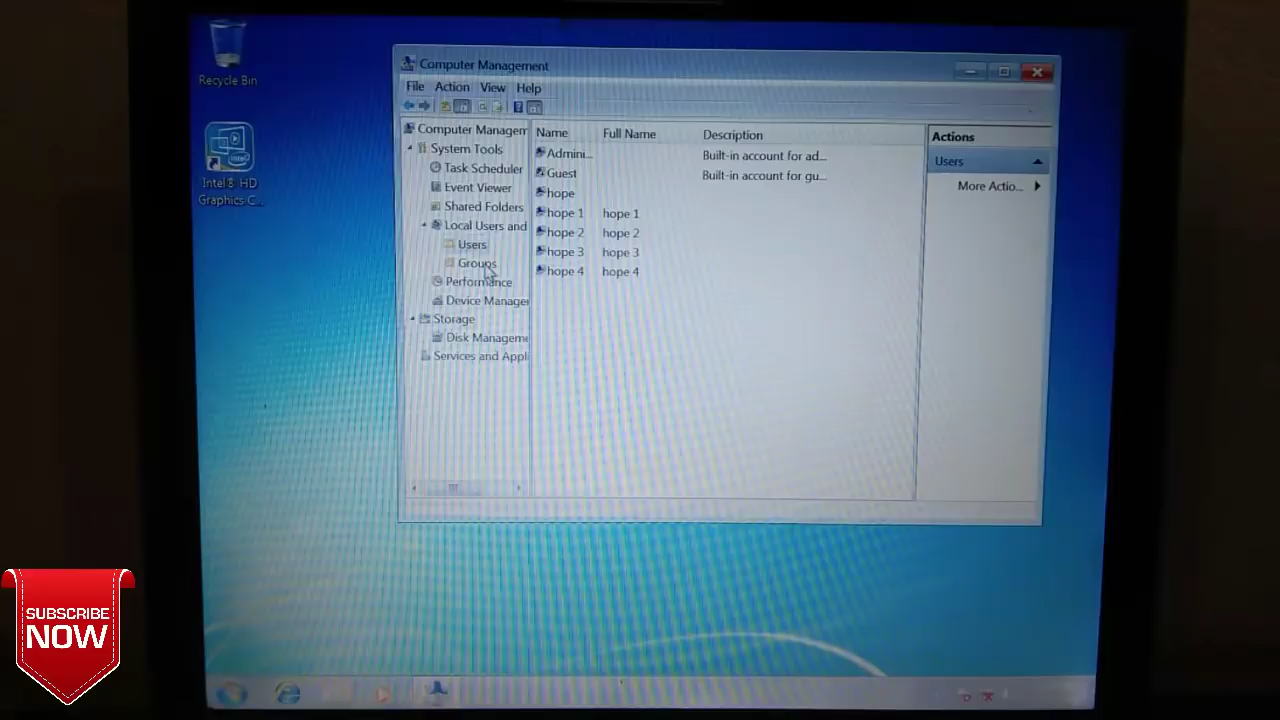 Recycle Bin
Intel® HD
Graphics C...
Computer Management
File Action View Help
Computer Managem
System Tools
Task Scheduler
Event Viewer
Shared Folders
Local Users and
Users
Groups
Performance
Device Manage
Storage
Disk Manageme
Services and Appl
Name Full Name Description
Admini... Built-in account for ad...
Guest Built-in account for gu...
hope
hope 1 hope 1
hope 2 hope 2
hope 3 hope 3
hope 4 hope 4
Actions
Users
More Actio...
SUBSCRIBE
NOW